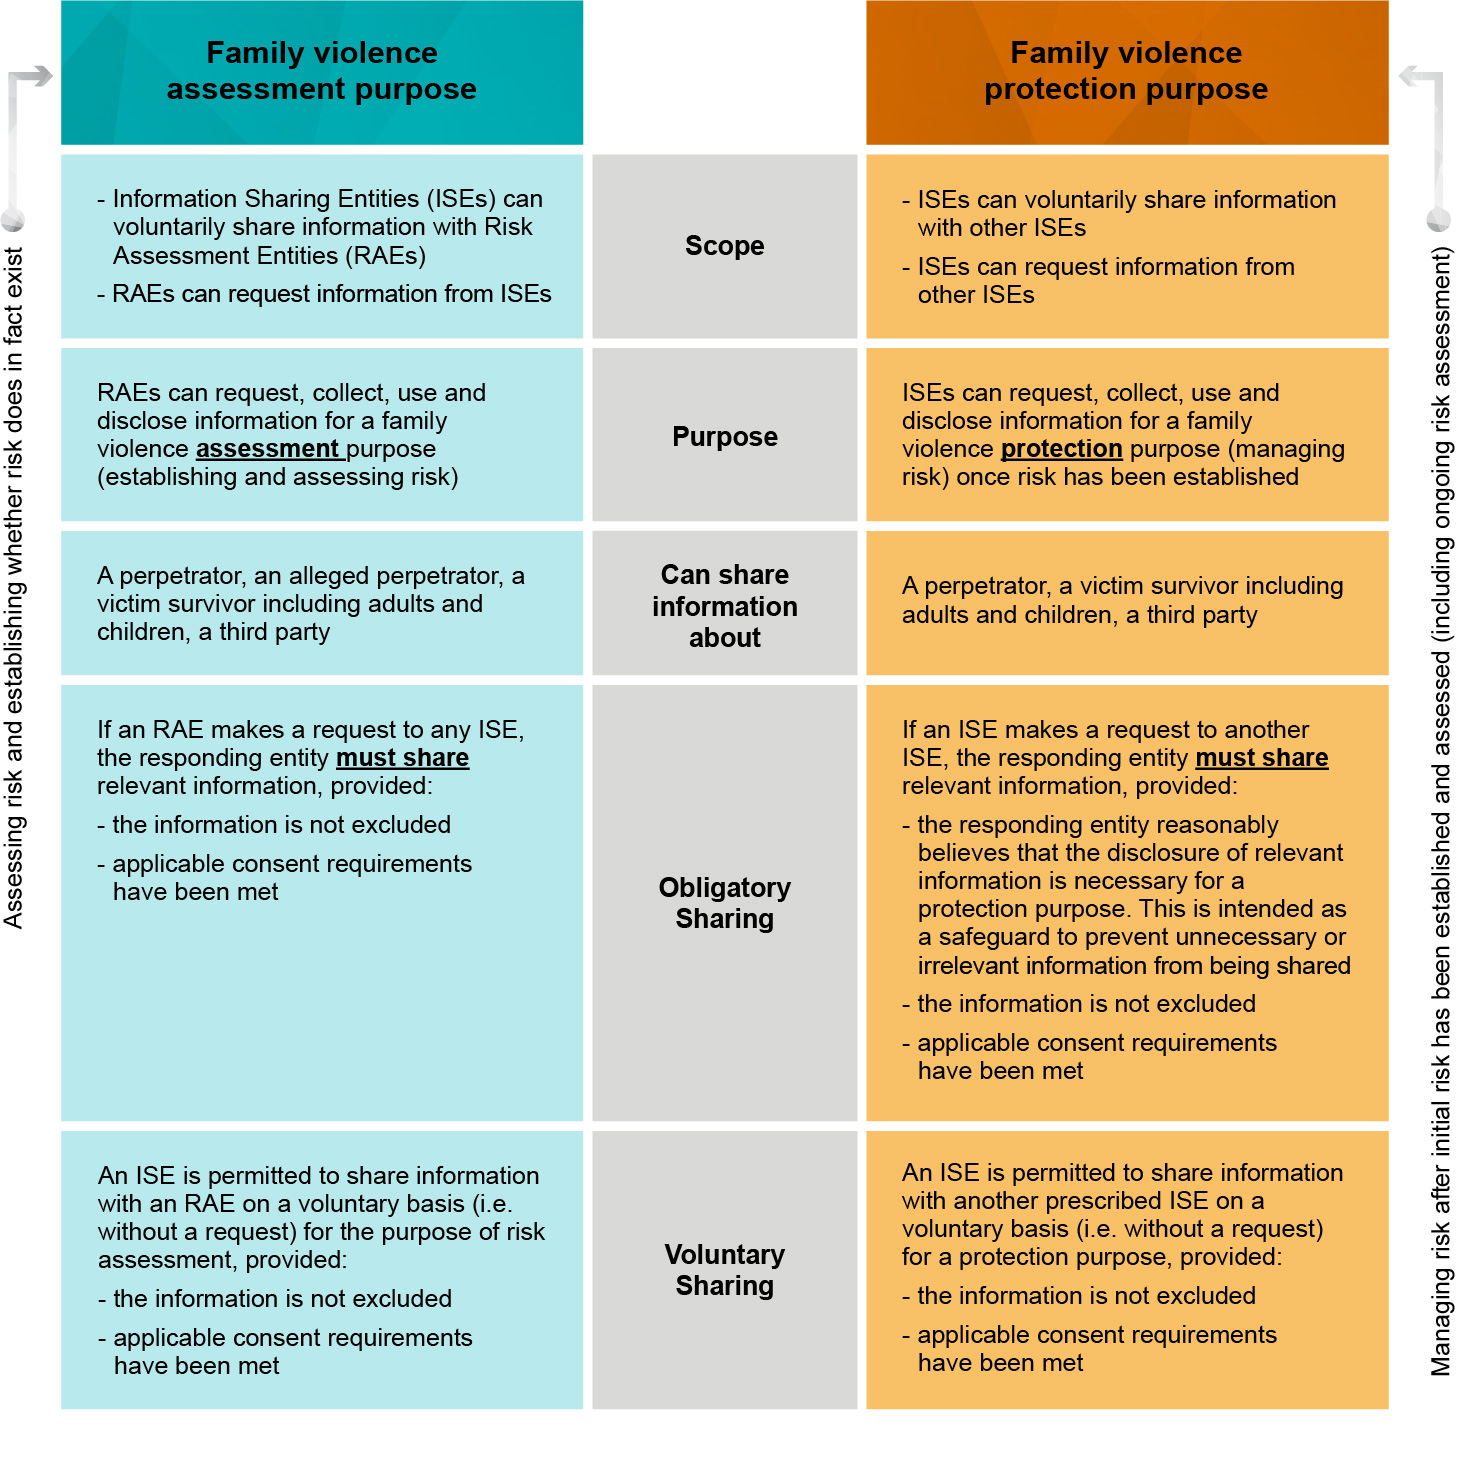 Family violence
assessment purpose
Family violence
protection purpose
Assessing risk and establishing whether risk does in fact exist
- Information Sharing Entities (ISEs) can
voluntarily share information with Risk
Assessment Entities (RAEs)
- RAEs can request information from ISEs
Scope
- ISEs can voluntarily share information
with other ISEs
- ISEs can request information from
other ISEs
RAEs can request, collect, use and
disclose information for a family
violence assessment purpose
(establishing and assessing risk)
Purpose
ISEs can request, collect, use and
disclose information for a family
violence protection purpose (managing
risk) once risk has been established
A perpetrator, an alleged perpetrator, a
victim survivor including adults and
children, a third party
Can share
information
about
A perpetrator, a victim survivor including
adults and children, a third party
If an RAE makes a request to any ISE,
the responding entity must share
relevant information, provided:
- the information is not excluded
- applicable consent requirements
have been met
Obligatory
Sharing
If an ISE makes a request to another
ISE, the responding entity must share
relevant information, provided:
- the responding entity reasonably
believes that the disclosure of relevant
information is necessary for a
protection purpose. This is intended as
a safeguard to prevent unnecessary or
irrelevant information from being shared
- the information is not excluded
- applicable consent requirements
have been met
An ISE is permitted to share information
with an RAE on a voluntary basis (i.e.
without a request) for the purpose of risk
assessment, provided:
- the information is not excluded
- applicable consent requirements
have been met
Voluntary
Sharing
An ISE is permitted to share information
with another prescribed ISE on a
voluntary basis (i.e. without a request)
for a protection purpose, provided:
- the information is not excluded
- applicable consent requirements
have been met
Managing risk after initial risk has been established and assessed (including ongoing risk assessment)